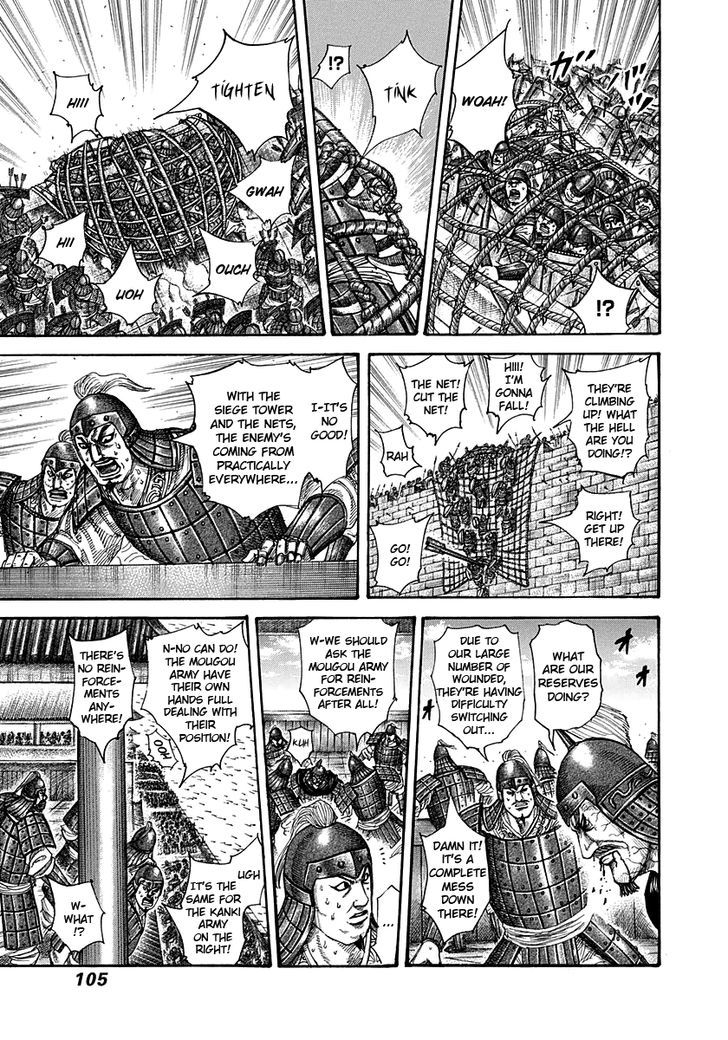 WOAH!
!?
TINK
!?
TIGHTEN
HIII
GWAH
HII
OUCH
UOH
THEY'RE
CLIMBING
UP! WHAT
THE HELL
ARE YOU
DOING!?
HIII!
I'M
GONNA
FALL!
THE NET!
CUT THE
NET!
RAH
RIGHT!
GET UP
THERE!
GO!
GO!
I-IT'S
NO
GOOD!
WITH THE
SIEGE TOWER
AND THE NETS,
THE ENEMY'S
COMING FROM
PRACTICALLY
EVERYWHERE...
WHAT ARE OUR
RESERVES
DOING?
DUE TO
OUR LARGE
NUMBER OF
WOUNDED,
THEY'RE HAVING
DIFFICULTY
SWITCHING
OUT...
DAMN IT!
IT'S A
COMPLETE
MESS
DOWN
THERE!
W-WE SHOULD
ASK THE
MOUGOU ARMY
FOR REIN-
FORCEMENTS
AFTER ALL!
KUH
...
N-NO CAN DO!
THE MOUGOU
ARMY HAVE
THEIR OWN
HANDS FULL
DEALING WITH
THEIR
POSITION!
OOH
UGH
IT'S THE
SAME FOR
THE KANKI
ARMY
ON THE
RIGHT!
THERE'S
NO REIN-
FORCE-
MENTS
ANY-
WHERE!
W-
WHAT
!?
105